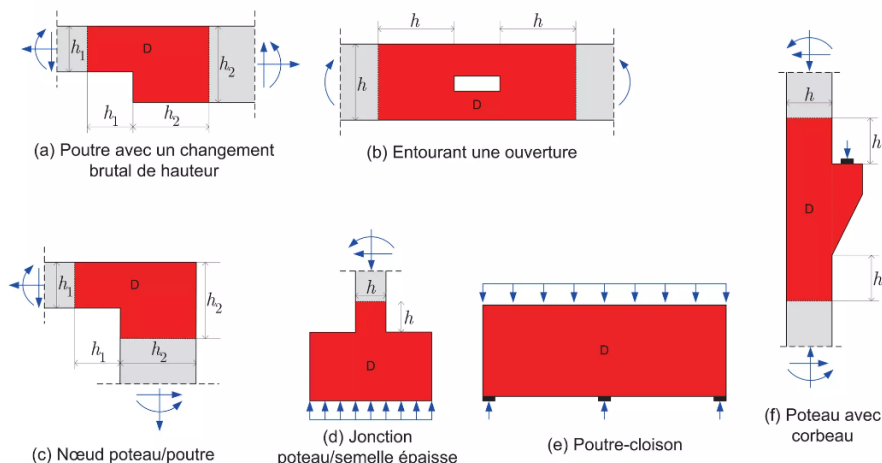 h₁
D
h₂
h₁
h₂
(a) Poutre avec un changement
brutal de hauteur
h
h
h
D
(b) Entourant une ouverture
h
h
D
h
(f) Poteau avec
corbeau
h₁
D
h₂
h₁
h₂
(c) Nœud poteau/poutre
h
h
D
(d) Jonction
poteau/semelle épaisse
D
(e) Poutre-cloison